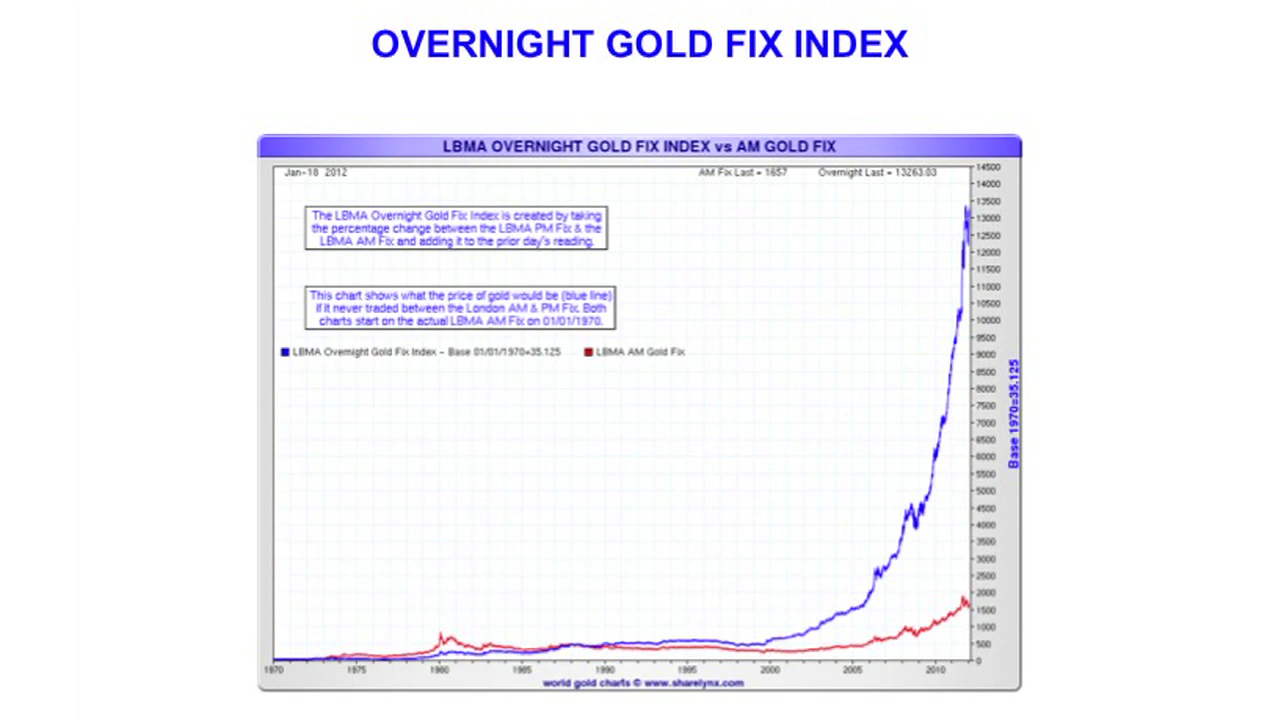 OVERNIGHT GOLD FIX INDEX
LBMA OVERNIGHT GOLD FIX INDEX vs AM GOLD FIX
Jan-18 2012
AM Fix Last = 1657
Overnight Last = 13263.03
The LBMA Overnight Gold Fix Index is created by taking
the percentage change between the LBMA PM Fix & the
LBMA AM Fix and adding it to the prior day's reading.
This chart shows what the price of gold would be (blue line)
if it never traded between the London AM & PM Fix. Both
charts start on the actual LBMA AM Fix on 01/01/1970.
LBMA Overnight Gold Fix Index - Base 01/01/1970=35.125
LBMA AM Gold Fix
14500
14000
13500
13000
12500
12000
11500
11000
10500
10000
9500
9000
8500
8000
7500
7000
6500
6000
5500
5000
4500
4000
3500
3000
2500
2000
1500
1000
500
0
Base 1970=35.125
1970 1975 1980 1985 1990 1995 2000 2005 2010
world gold charts © www.sharelynx.com